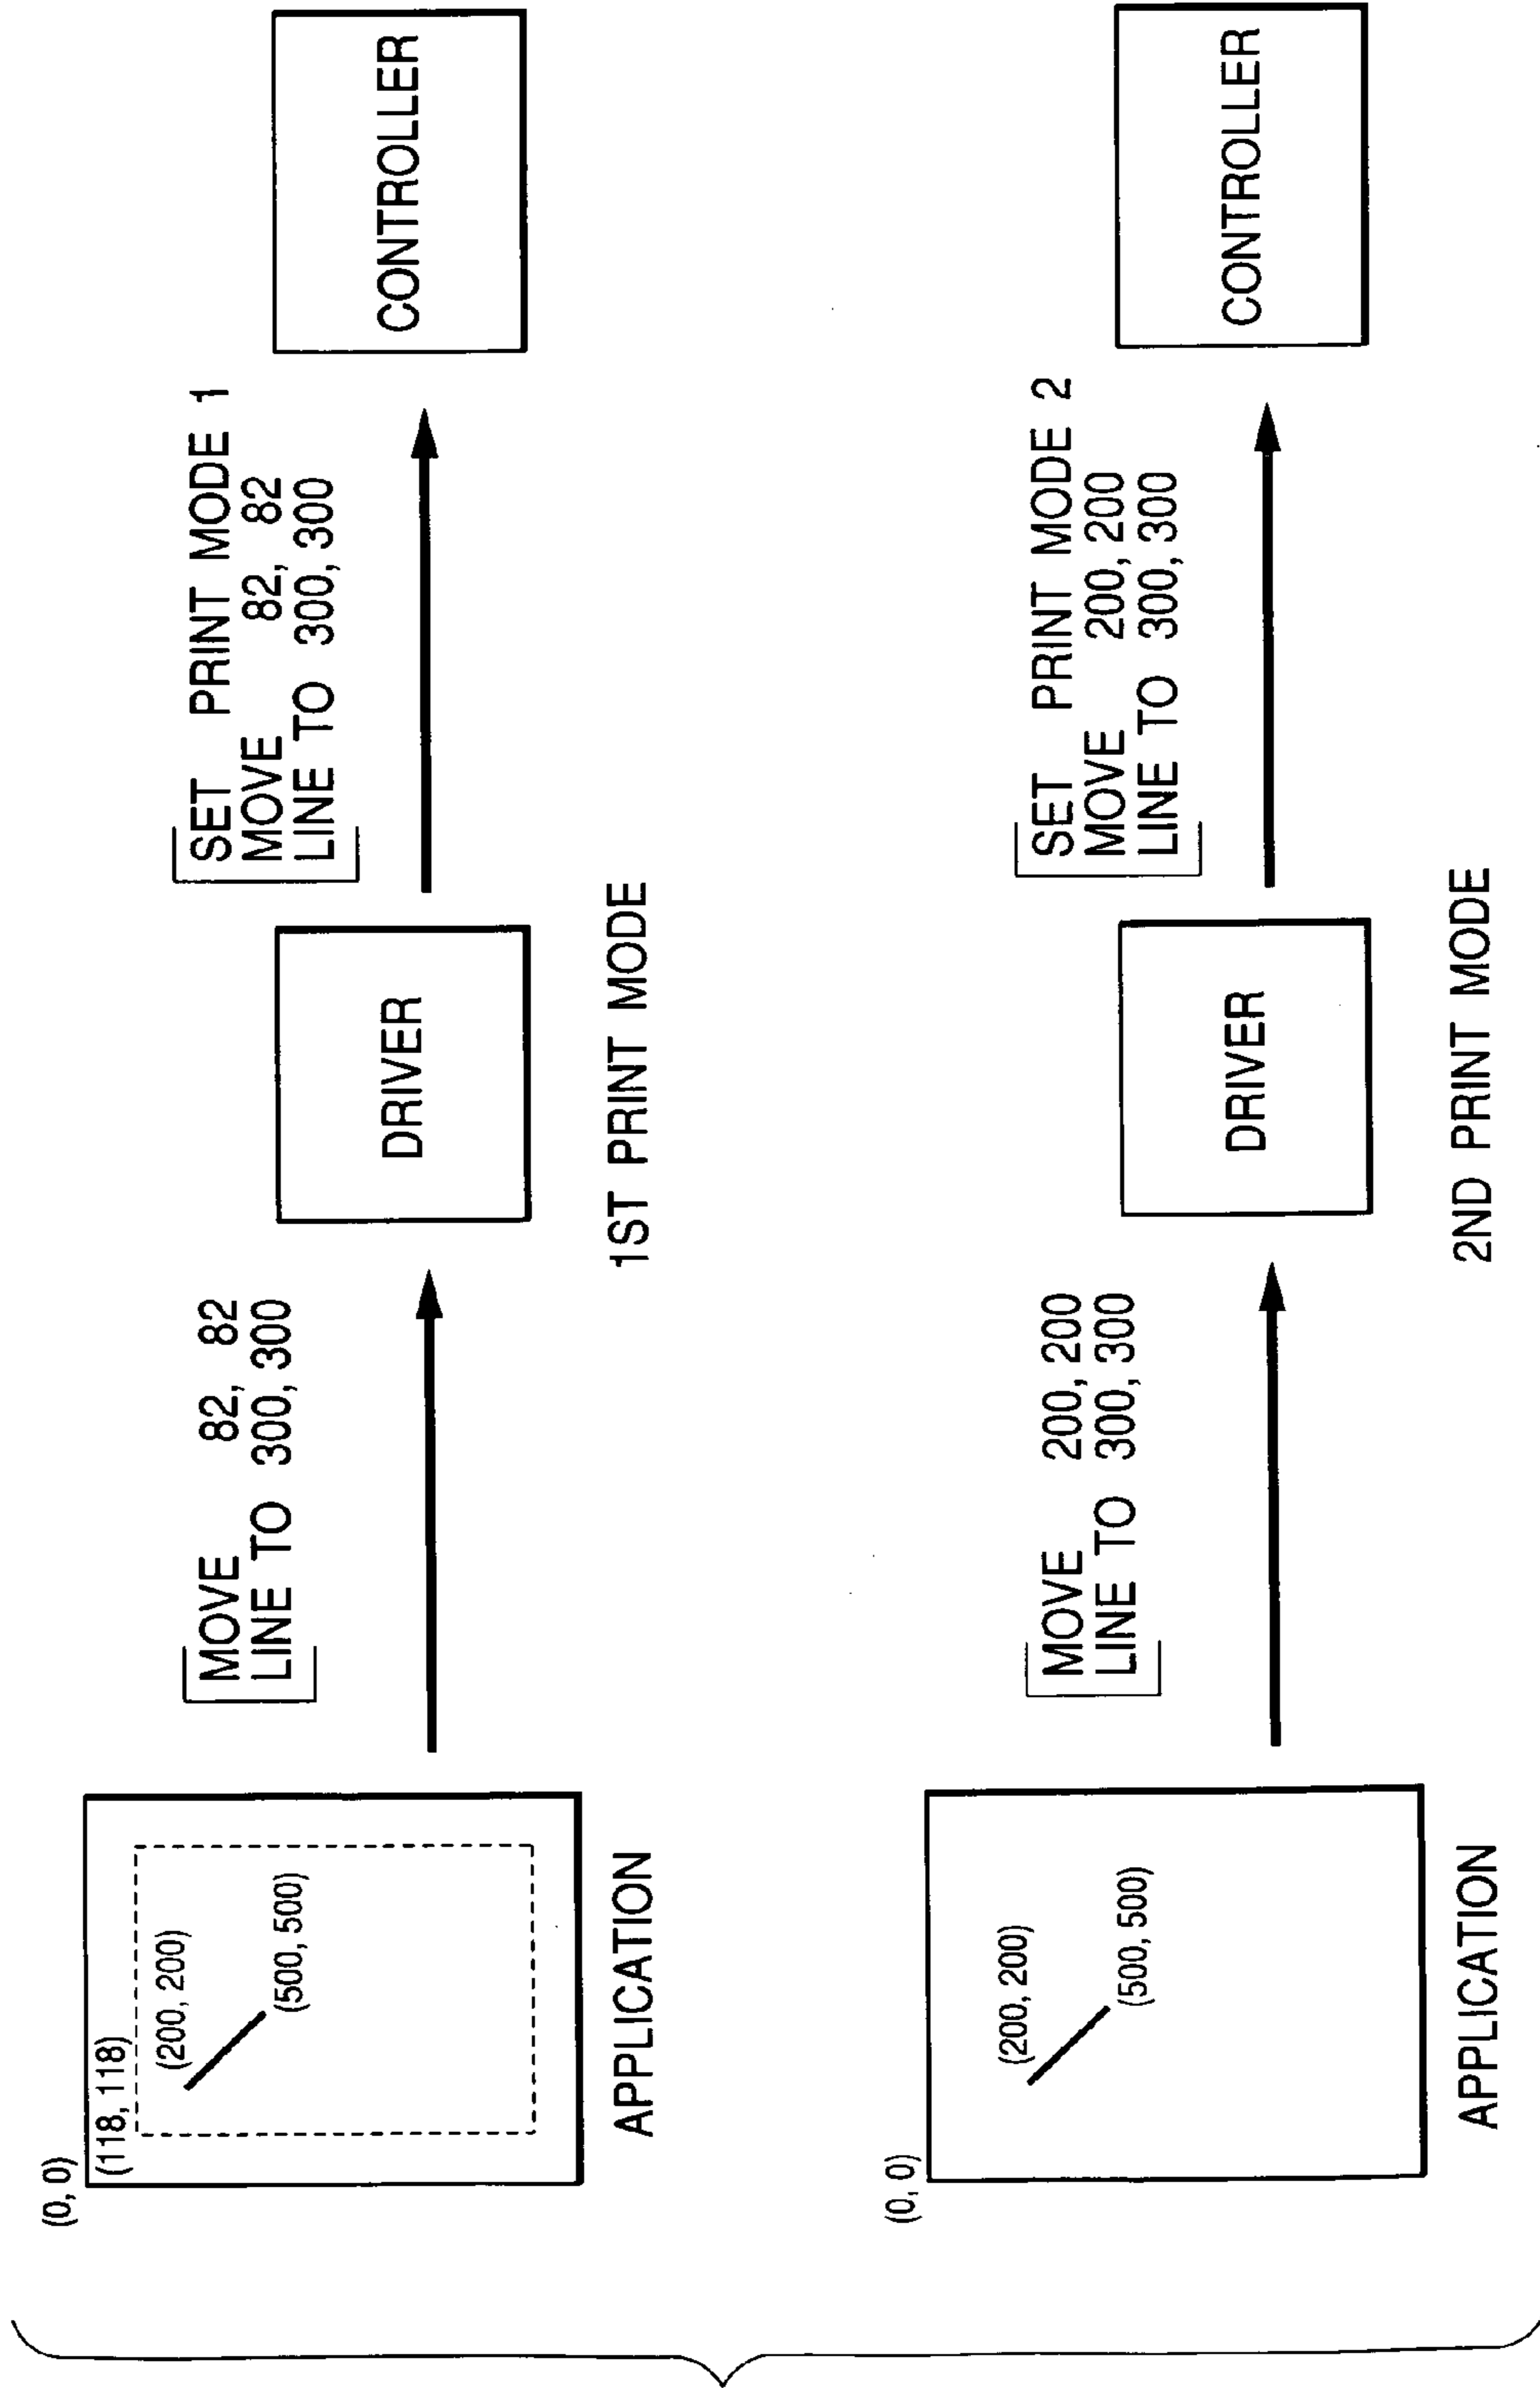 (0, 0)
(118, 118)
(200, 200)
(500, 500)
APPLICATION
MOVE 82, 82
LINE TO 300, 300
DRIVER
1ST PRINT MODE
SET PRINT MODE 1
MOVE 82, 82
LINE TO 300, 300
CONTROLLER
(0, 0)
(200, 200)
(500, 500)
APPLICATION
MOVE 200, 200
LINE TO 300, 300
DRIVER
2ND PRINT MODE
SET PRINT MODE 2
MOVE 200, 200
LINE TO 300, 300
CONTROLLER